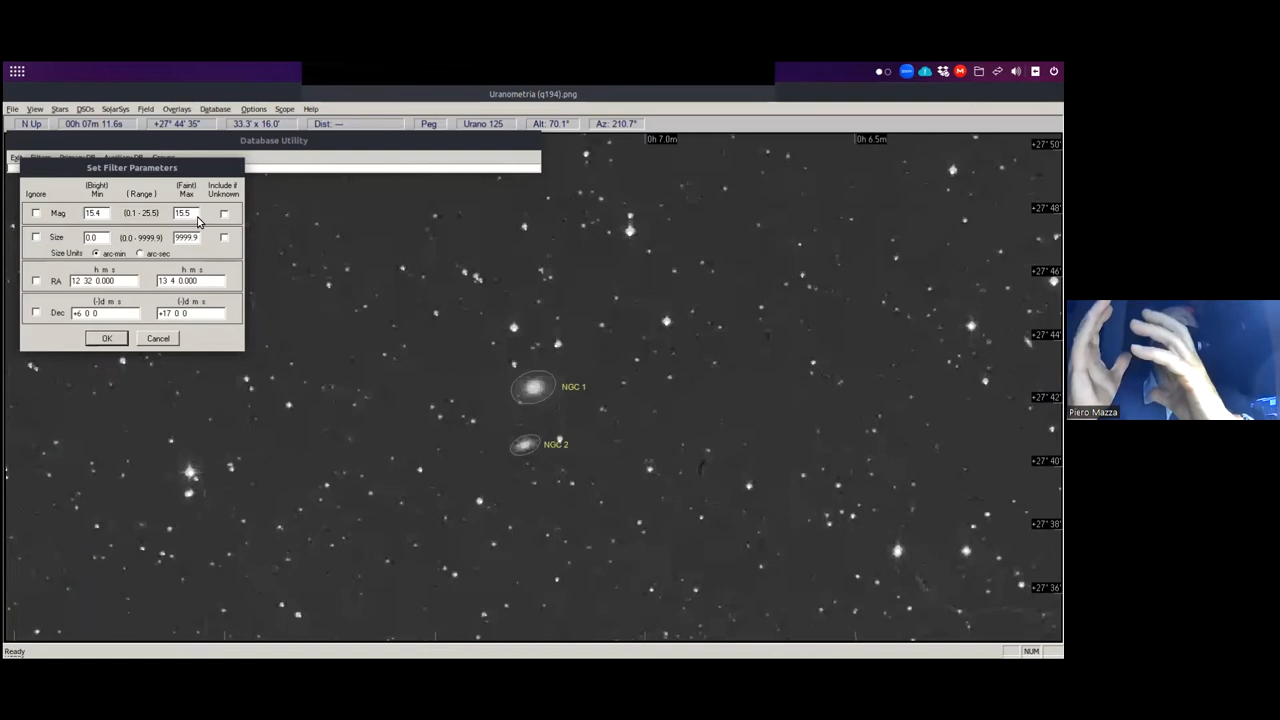 Uranometria (q194).png
File View Stars DSOs SolarSys Field Overlays Database Options Scope Help
N Up 00h 07m 11.6s +27° 44' 35" 33.3' x 16.0' Dist: --- Peg Urano 125 Alt: 70.1° Az: 210.7°
Database Utility
0h 7.0m 0h 6.5m
Set Filter Parameters
(Bright) (Faint) Include if
Ignore Min (Range) Max Unknown
Mag 15.4 (0.1 - 25.5) 15.5
Size 0.0 (0.0 - 9999.9) 9999.9
Size Units arc-min arc-sec
h m s h m s
RA 12 32 0.000 13 4 0.000
(-)d m s (-)d m s
Dec +6 0 0 +17 0 0
OK Cancel
NGC 1
NGC 2
+27° 50'
+27° 48'
+27° 46'
+27° 44'
+27° 42'
+27° 40'
+27° 38'
+27° 36'
Piero Mazza
Ready NUM